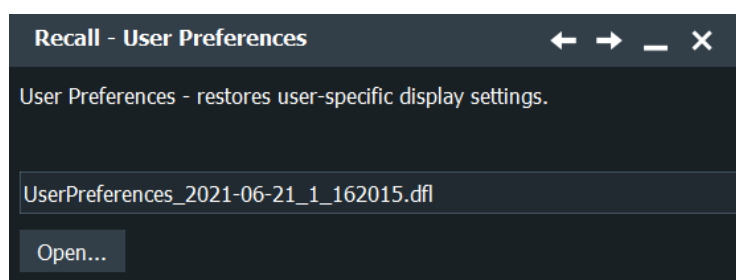 Recall - User Preferences
User Preferences - restores user-specific display settings.
UserPreferences_2021-06-21_1_162015.dfl
Open...